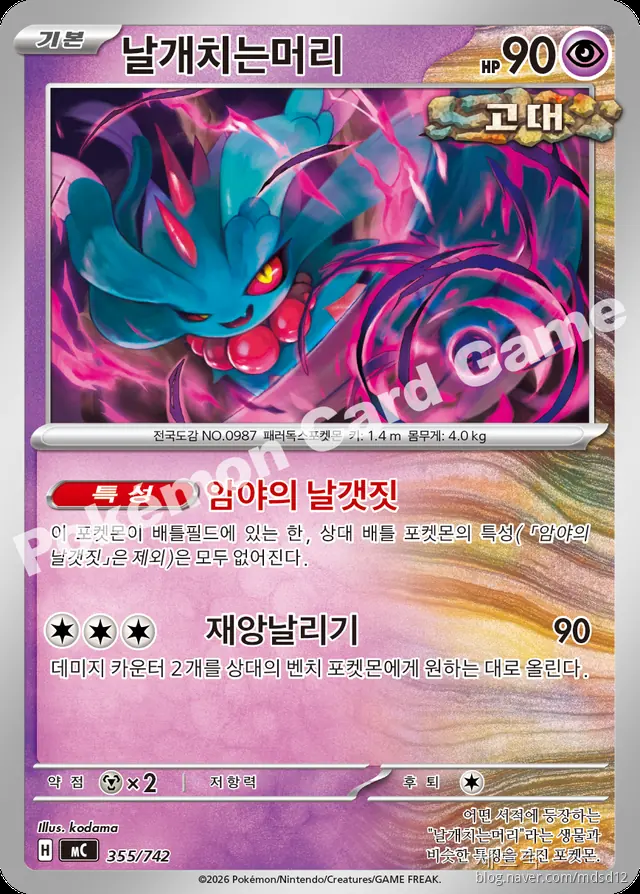 기본
날개치는머리
HP 90
고대
전국도감 NO.0987 패러독스포켓몬 키: 1.4 m 몸무게: 4.0 kg
특성 암야의 날갯짓
이 포켓몬이 배틀필드에 있는 한, 상대 배틀 포켓몬의 특성(「암야의
날갯짓」은 제외)은 모두 없어진다.
재앙날리기 90
데미지 카운터 2개를 상대의 벤치 포켓몬에게 원하는 대로 올린다.
약점 ×2 저항력 후퇴
Illus. kodama
H mC 355/742
어떤 서적에 등장하는
"날개치는머리"라는 생물과
비슷한 특징을 가진 포켓몬.
©2026 Pokémon/Nintendo/Creatures/GAME FREAK.
Pokémon Card Game
blog.naver.com/mdsd12